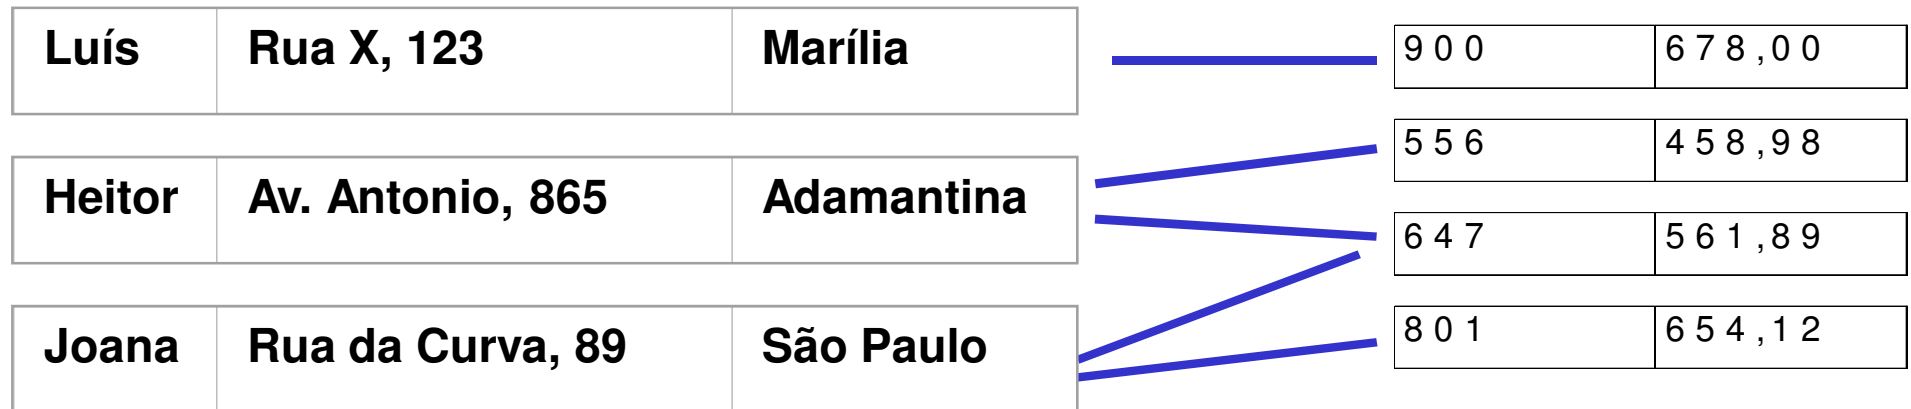 Luís Rua X, 123 Marília
900 678,00
Heitor Av. Antonio, 865 Adamantina
556 458,98
647 561,89
Joana Rua da Curva, 89 São Paulo
801 654,12